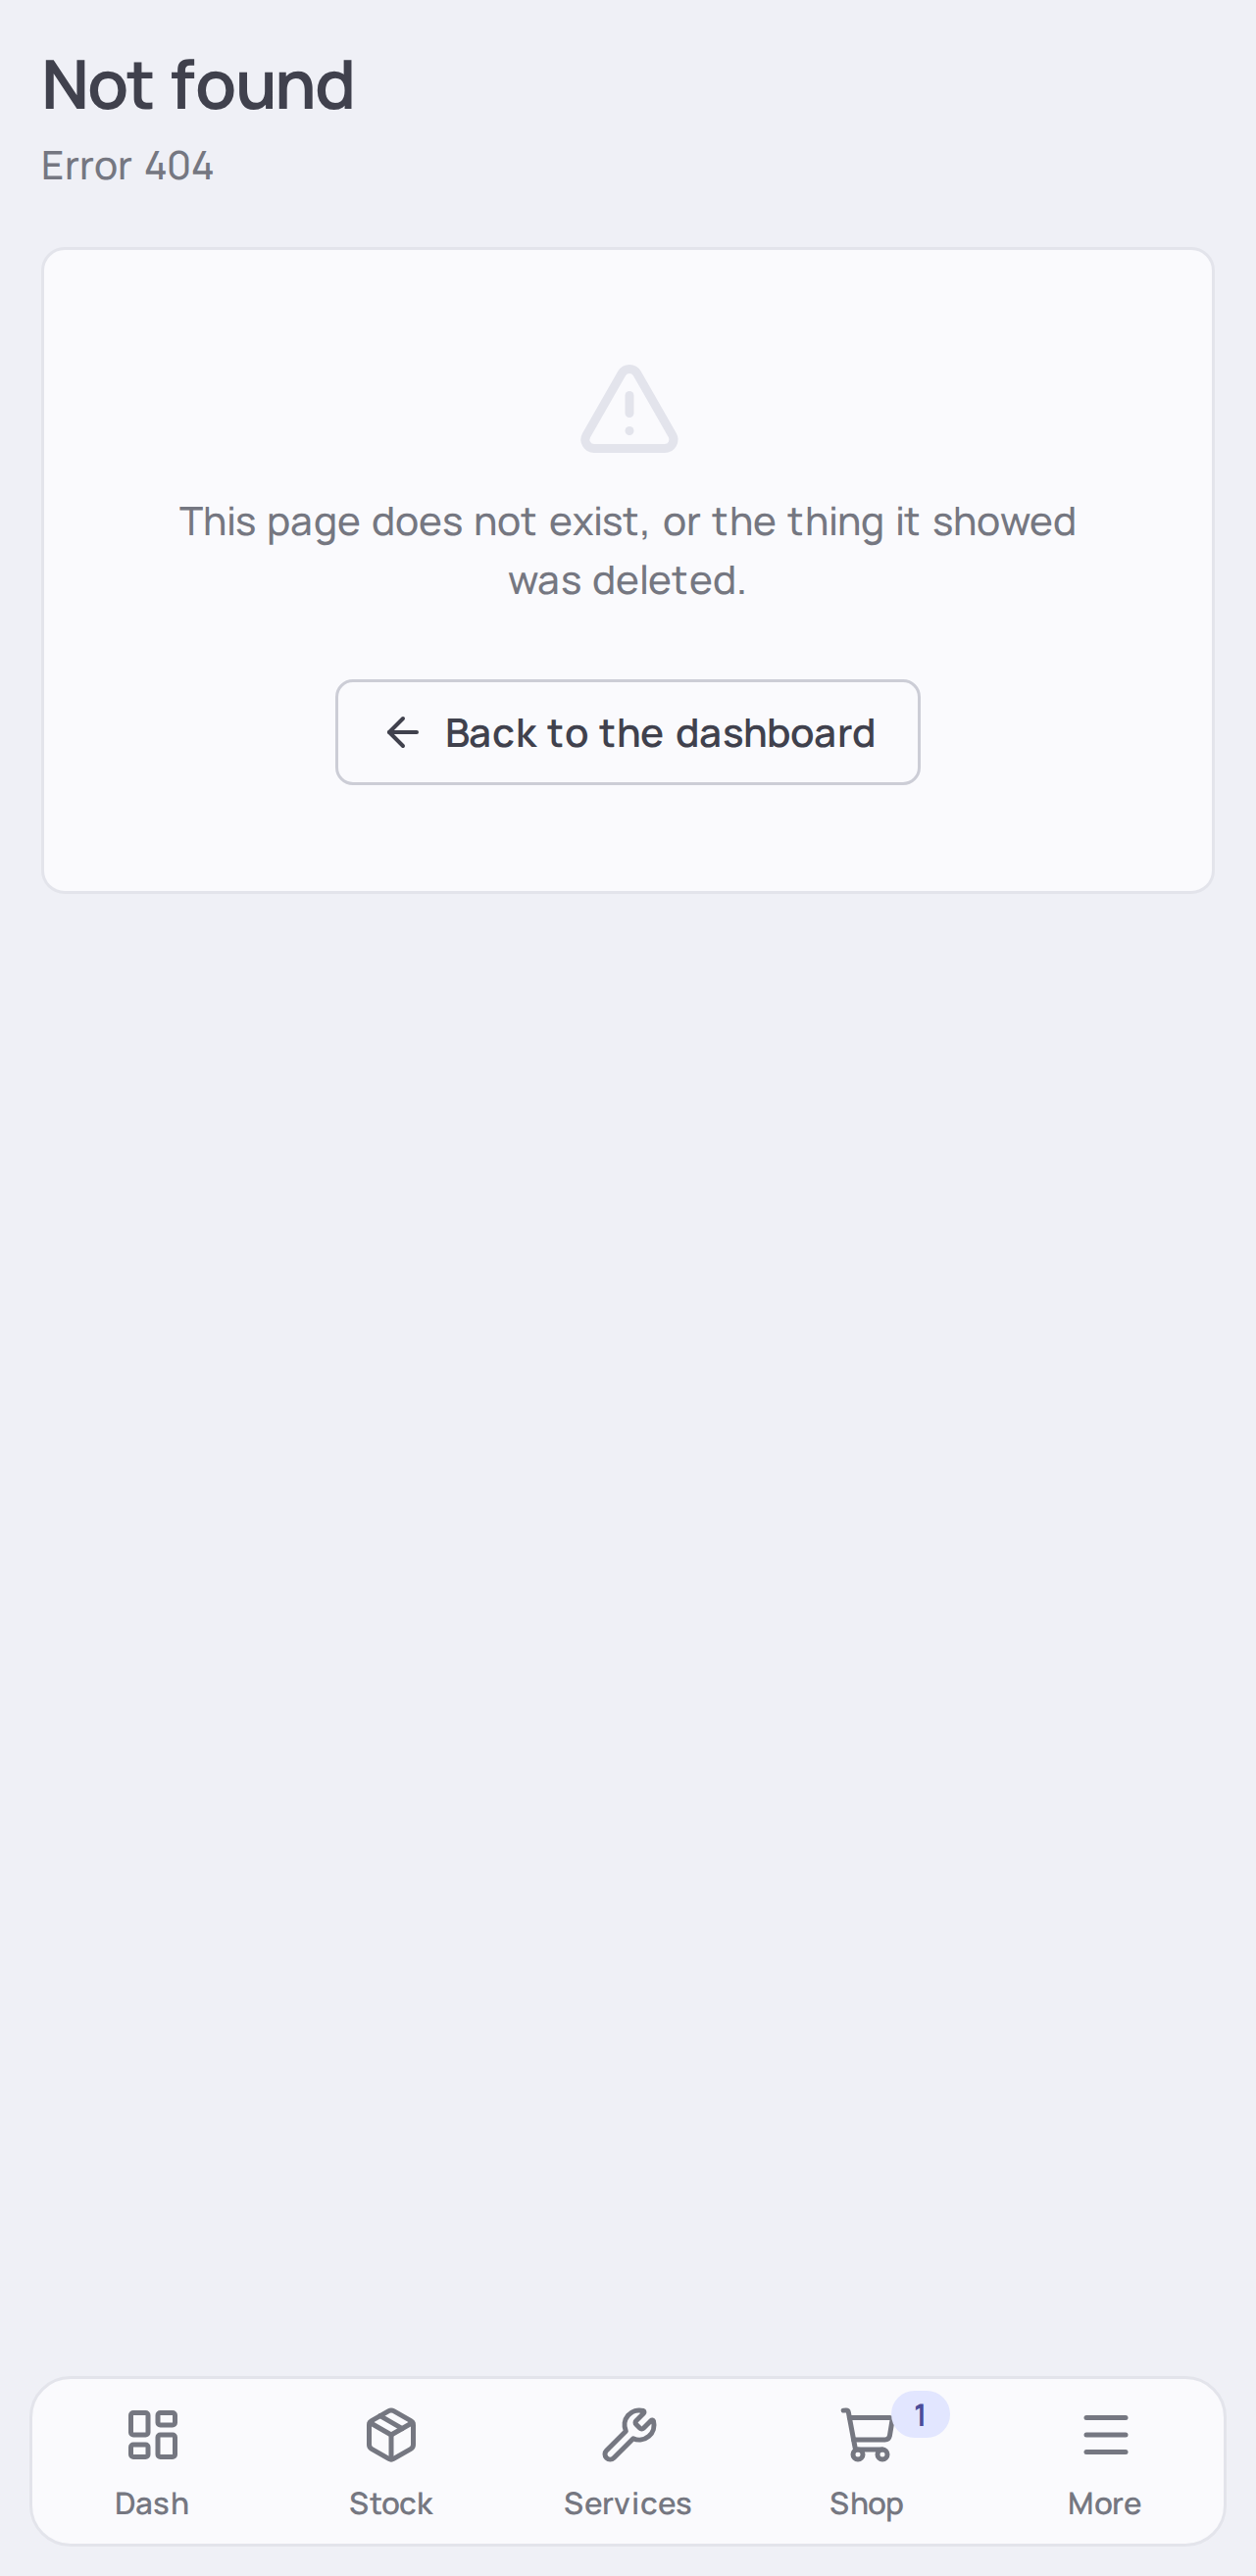 Not found
Error 404
This page does not exist, or the thing it showed
was deleted.
Back to the dashboard
1
Dash
Stock
Services
Shop
More